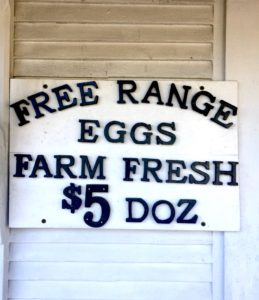 FREE RANGE
EGGS
FARM FRESH
$5 DOZ.